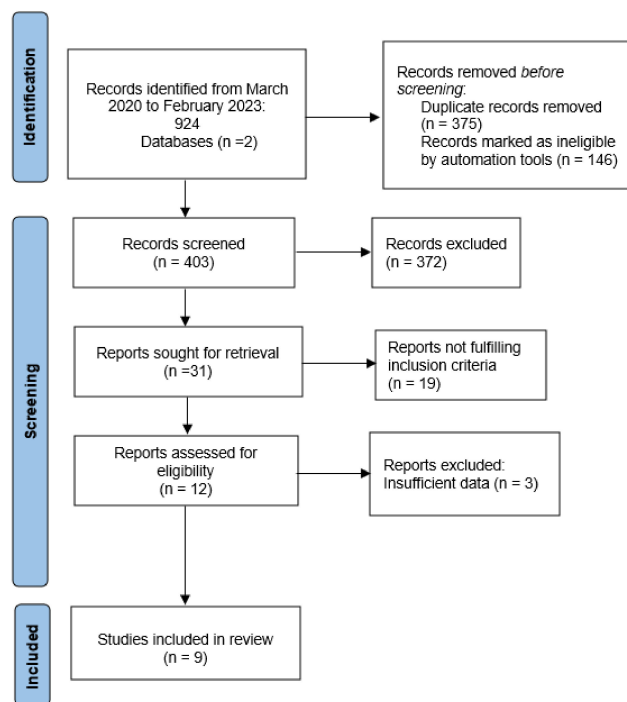 Identification
Records identified from March
2020 to February 2023:
924
Databases (n =2)
Records removed before
screening:
Duplicate records removed
(n = 375)
Records marked as ineligible
by automation tools (n = 146)
Screening
Records screened
(n = 403)
Records excluded
(n = 372)
Reports sought for retrieval
(n =31)
Reports not fulfilling
inclusion criteria
(n = 19)
Reports assessed for
eligibility
(n = 12)
Reports excluded:
Insufficient data (n = 3)
Included
Studies included in review
(n = 9)